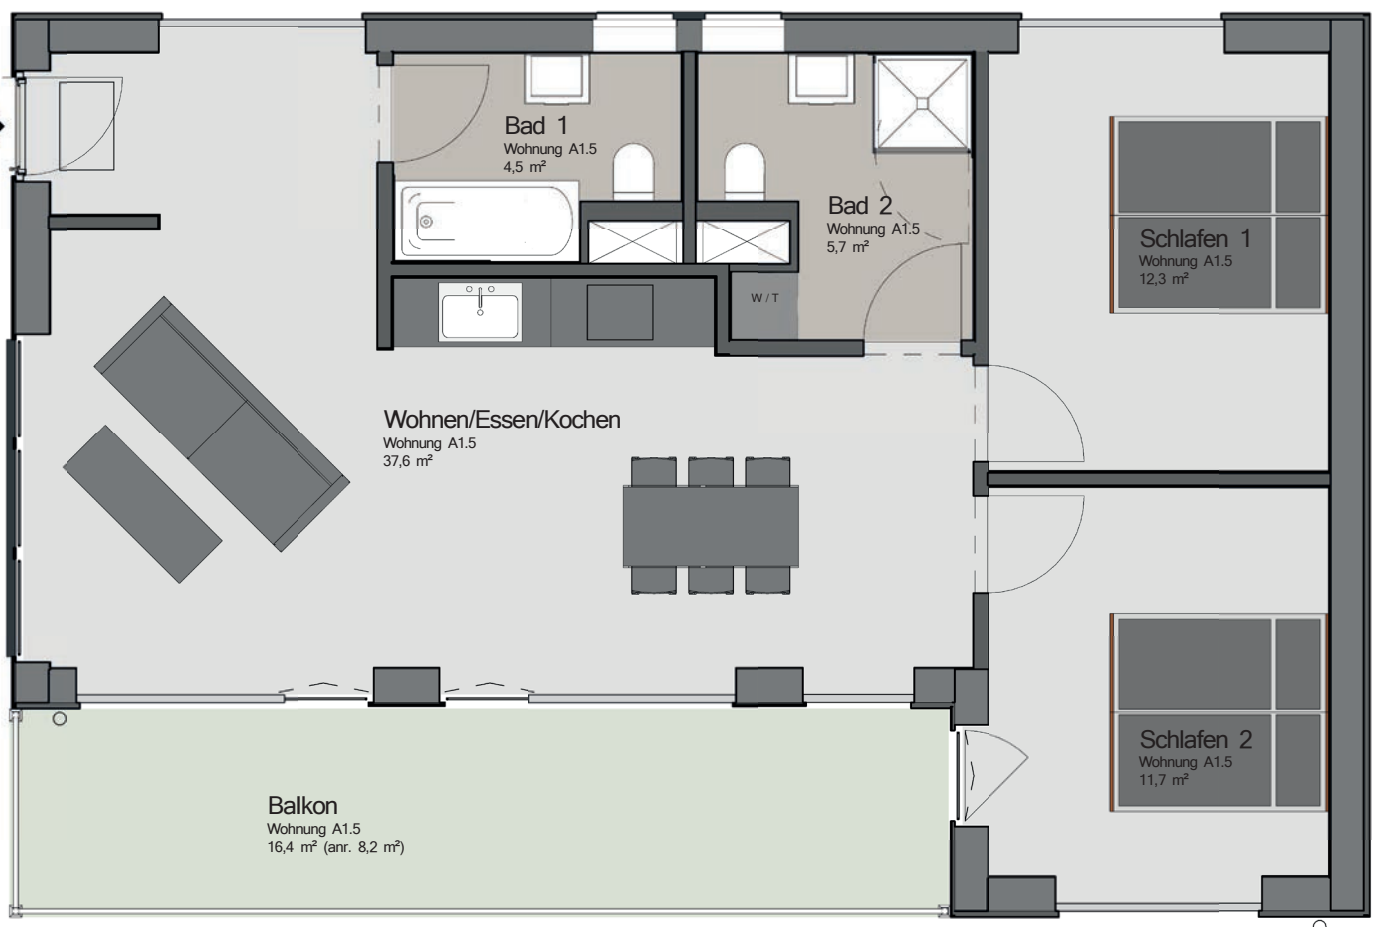 Bad 1
Wohnung A1.5
4,5 m²
Bad 2
Wohnung A1.5
5,7 m²
Schlafen 1
Wohnung A1.5
12,3 m²
W / T
Wohnen/Essen/Kochen
Wohnung A1.5
37,6 m²
Schlafen 2
Wohnung A1.5
11,7 m²
Balkon
Wohnung A1.5
16,4 m² (anr. 8,2 m²)